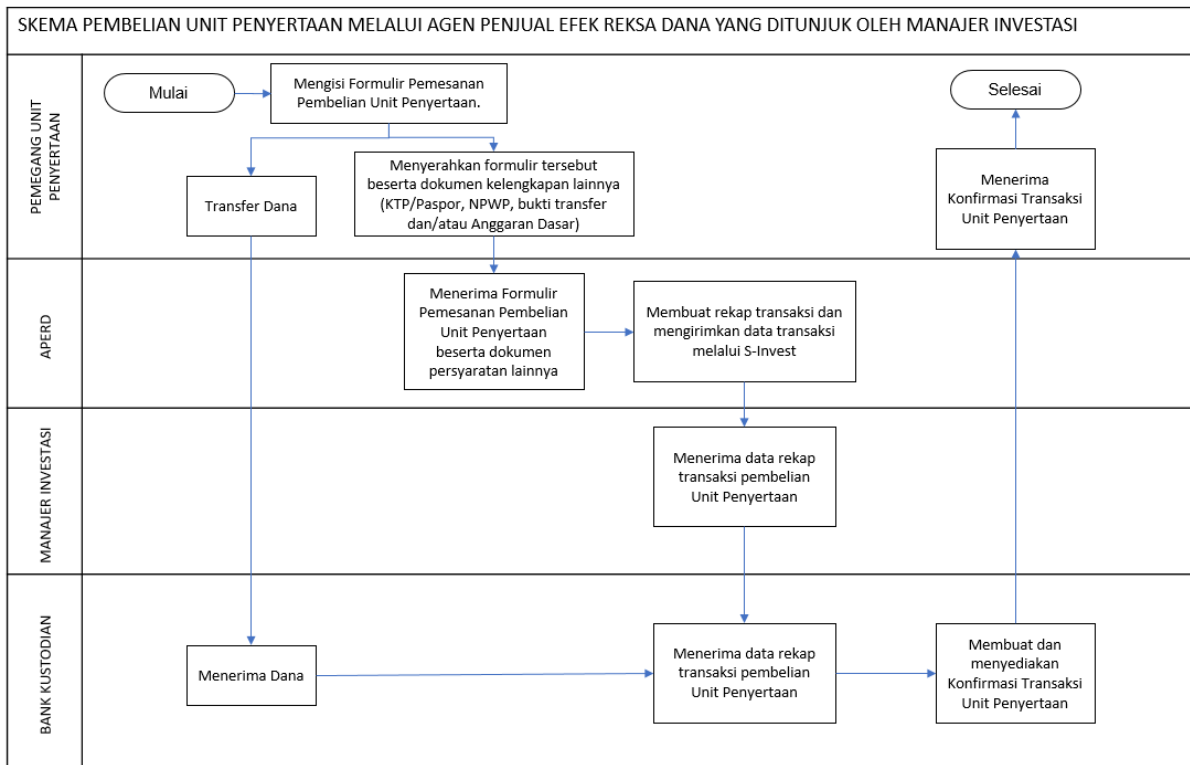 SKEMA PEMBELIAN UNIT PENYERTAAN MELALUI AGEN PENJUAL EFEK REKSA DANA YANG DITUNJUK OLEH MANAJER INVESTASI
PEMEGANG UNIT
PENYERTAAN
Mulai
Mengisi Formulir Pemesanan
Pembelian Unit Penyertaan.
Selesai
Transfer Dana
Menyerahkan formulir tersebut
beserta dokumen kelengkapan lainnya
(KTP/Paspor, NPWP, bukti transfer
dan/atau Anggaran Dasar)
Menerima
Konfirmasi Transaksi
Unit Penyertaan
APERD
Menerima Formulir
Pemesanan Pembelian
Unit Penyertaan
beserta dokumen
persyaratan lainnya
Membuat rekap transaksi dan
mengirimkan data transaksi
melalui S-Invest
MANAJER INVESTASI
Menerima data rekap
transaksi pembelian
Unit Penyertaan
BANK KUSTODIAN
Menerima Dana
Menerima data rekap
transaksi pembelian
Unit Penyertaan
Membuat dan
menyediakan
Konfirmasi Transaksi
Unit Penyertaan